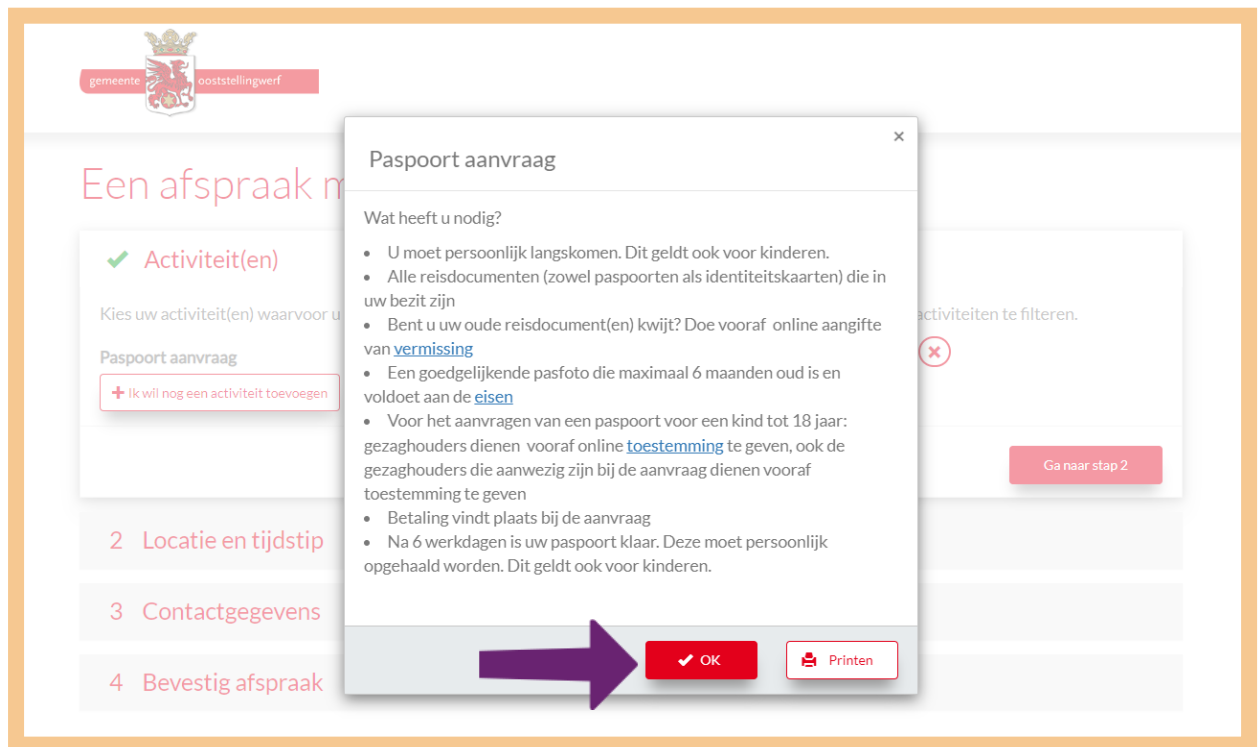 gemeente ooststellingwerf
Een afspraak m
Activiteit(en)
Kies uw activiteit(en) waarvoor u
activiteiten te filteren.
Paspoort aanvraag
Ik wil nog een activiteit toevoegen
Ga naar stap 2
2 Locatie en tijdstip
3 Contactgegevens
4 Bevestig afspraak
Paspoort aanvraag
×
Wat heeft u nodig?
• U moet persoonlijk langskomen. Dit geldt ook voor kinderen.
• Alle reisdocumenten (zowel paspoorten als identiteitskaarten) die in
uw bezit zijn
• Bent u uw oude reisdocument(en) kwijt? Doe vooraf online aangifte
van vermissing
• Een goedgelijkende pasfoto die maximaal 6 maanden oud is en
voldoet aan de eisen
• Voor het aanvragen van een paspoort voor een kind tot 18 jaar:
gezaghouders dienen vooraf online toestemming te geven, ook de
gezaghouders die aanwezig zijn bij de aanvraag dienen vooraf
toestemming te geven
• Betaling vindt plaats bij de aanvraag
• Na 6 werkdagen is uw paspoort klaar. Deze moet persoonlijk
opgehaald worden. Dit geldt ook voor kinderen.
OK
Printen